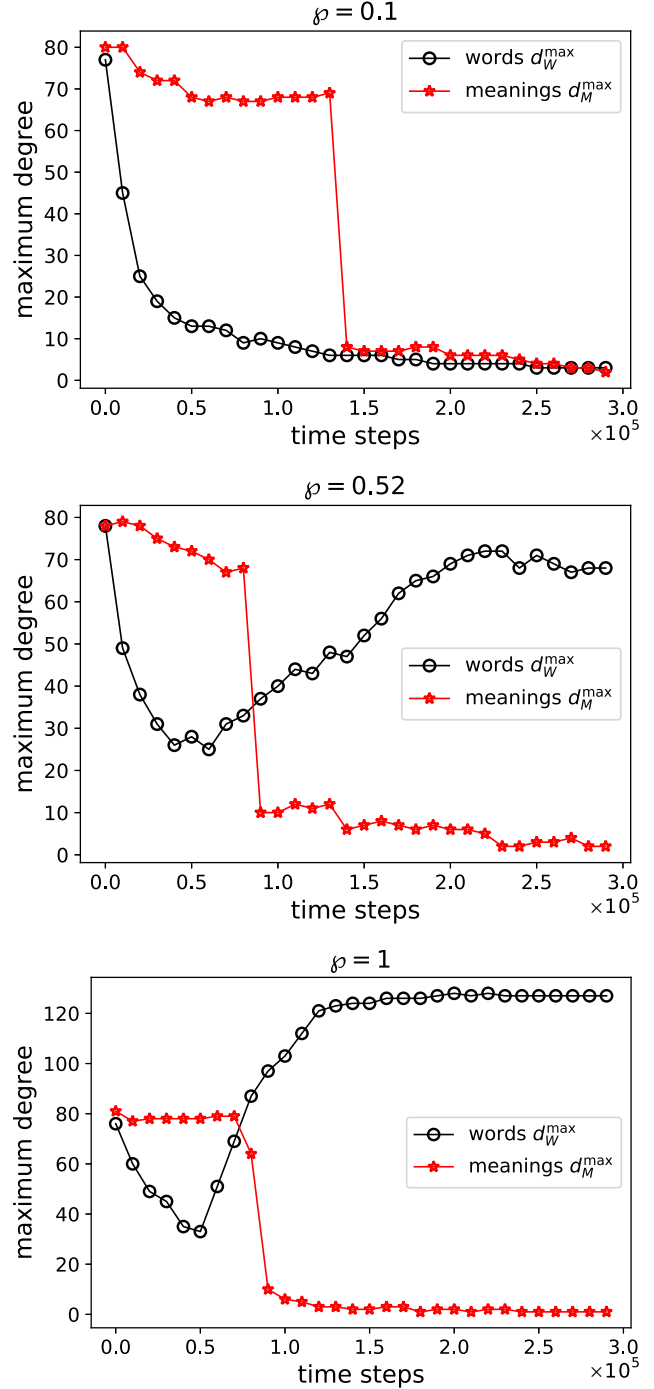 ℘ = 0.1
maximum degree
80
70
60
50
40
30
20
10
0
words d_W^max
meanings d_M^max
0.0 0.5 1.0 1.5 2.0 2.5 3.0
time steps
×10^5
℘ = 0.52
maximum degree
80
70
60
50
40
30
20
10
0
words d_W^max
meanings d_M^max
0.0 0.5 1.0 1.5 2.0 2.5 3.0
time steps
×10^5
℘ = 1
maximum degree
120
100
80
60
40
20
0
words d_W^max
meanings d_M^max
0.0 0.5 1.0 1.5 2.0 2.5 3.0
time steps
×10^5